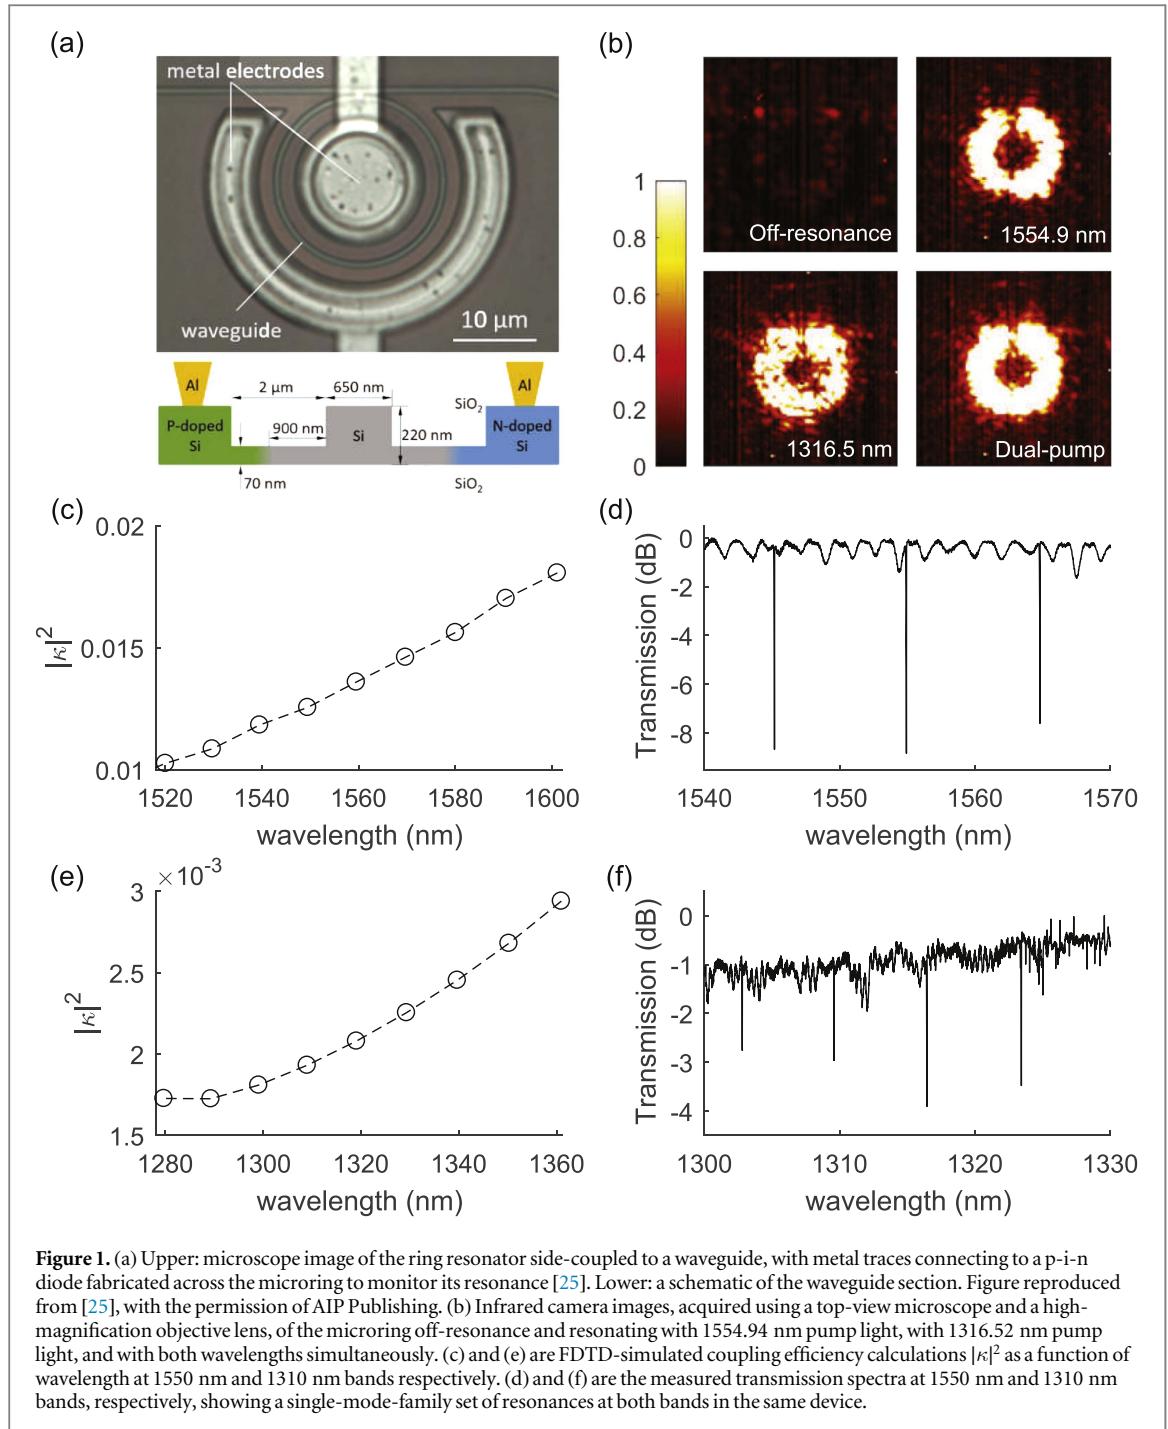 (a)
metal electrodes
waveguide
10 μm
Al
2 μm
650 nm
Al
SiO2
P-doped
Si
900 nm
Si
220 nm
N-doped
Si
70 nm
SiO2
(b)
1
0.8
0.6
0.4
0.2
0
Off-resonance
1554.9 nm
1316.5 nm
Dual-pump
(c)
0.02
0.015
0.01
|κ|²
1520 1540 1560 1580 1600
wavelength (nm)
(d)
0
-2
-4
-6
-8
Transmission (dB)
1540 1550 1560 1570
wavelength (nm)
(e)
×10⁻³
3
2.5
2
1.5
|κ|²
1280 1300 1320 1340 1360
wavelength (nm)
(f)
0
-1
-2
-3
-4
Transmission (dB)
1300 1310 1320 1330
wavelength (nm)
Figure 1. (a) Upper: microscope image of the ring resonator side-coupled to a waveguide, with metal traces connecting to a p-i-n
diode fabricated across the microring to monitor its resonance [25]. Lower: a schematic of the waveguide section. Figure reproduced
from [25], with the permission of AIP Publishing. (b) Infrared camera images, acquired using a top-view microscope and a high-
magnification objective lens, of the microring off-resonance and resonating with 1554.94 nm pump light, with 1316.52 nm pump
light, and with both wavelengths simultaneously. (c) and (e) are FDTD-simulated coupling efficiency calculations |κ|² as a function of
wavelength at 1550 nm and 1310 nm bands respectively. (d) and (f) are the measured transmission spectra at 1550 nm and 1310 nm
bands, respectively, showing a single-mode-family set of resonances at both bands in the same device.